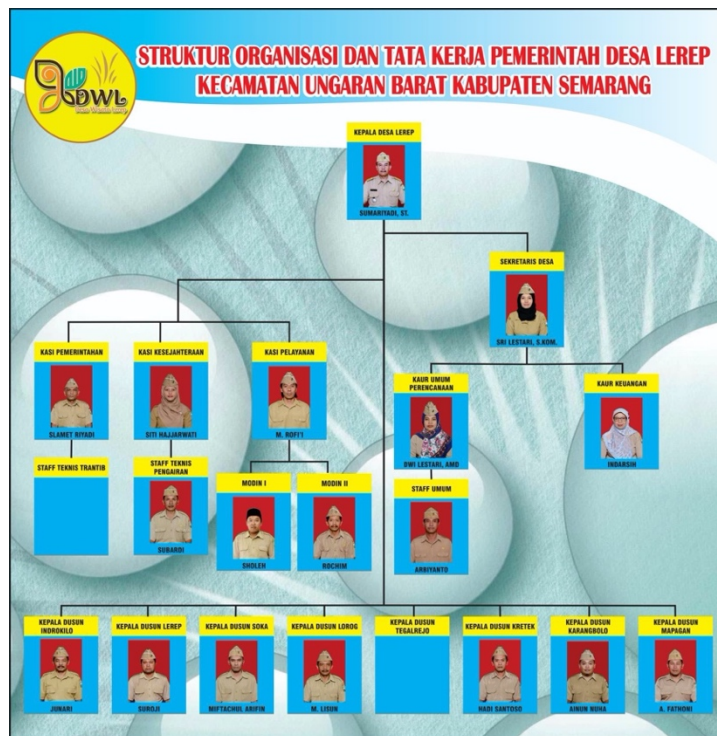 DWL
Desa Wisata Lerep
STRUKTUR ORGANISASI DAN TATA KERJA PEMERINTAH DESA LEREP
KECAMATAN UNGARAN BARAT KABUPATEN SEMARANG
KEPALA DESA LEREP
SUMARIYADI, ST.
SEKRETARIS DESA
SRI LESTARI, S.KOM.
KASI PEMERINTAHAN
SLAMET RIYADI
KASI KESEJAHTERAAN
SITI HAJJARWATI
KASI PELAYANAN
M. ROFI'I
KAUR UMUM
PERENCANAAN
DWI LESTARI, AMD
KAUR KEUANGAN
INDARSIH
STAFF TEKNIS TRANTIB
STAFF TEKNIS
PENGAIRAN
SUBARDI
MODIN I
SHOLEH
MODIN II
ROCHIM
STAFF UMUM
ARBIYANTO
KEPALA DUSUN
INDROKILO
JUNARI
KEPALA DUSUN LEREP
SUROJI
KEPALA DUSUN SOKA
MIFTACHUL ARIFIN
KEPALA DUSUN LOROG
M. LISUN
KEPALA DUSUN
TEGALREJO
KEPALA DUSUN KRETEK
HADI SANTOSO
KEPALA DUSUN
KARANGBOLO
AINUN NUHA
KEPALA DUSUN
MAPAGAN
A. FATHONI